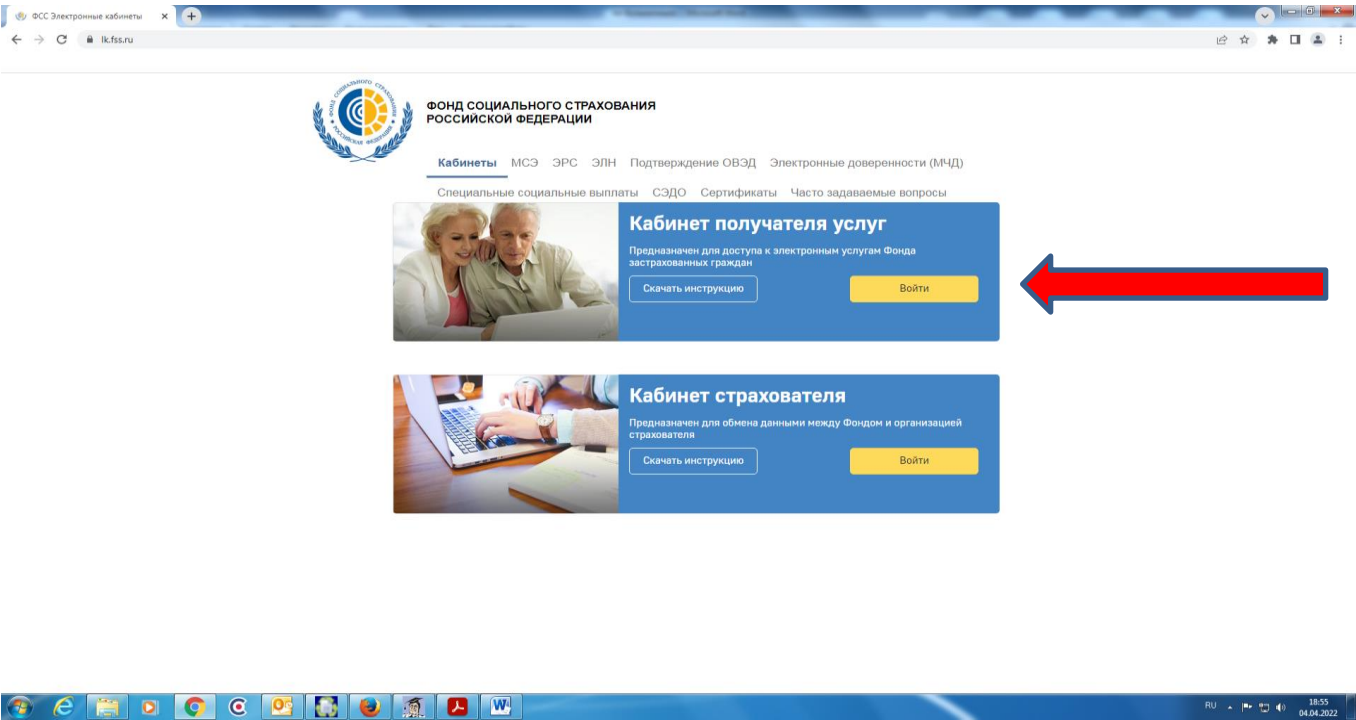 ФСС Электронные кабинеты
lk.fss.ru
ФОНД СОЦИАЛЬНОГО СТРАХОВАНИЯ
РОССИЙСКОЙ ФЕДЕРАЦИИ
Кабинеты МСЭ ЭРС ЭЛН Подтверждение ОВЭД Электронные доверенности (МЧД)
Специальные социальные выплаты СЭДО Сертификаты Часто задаваемые вопросы
Кабинет получателя услуг
Предназначен для доступа к электронным услугам Фонда
застрахованных граждан
Скачать инструкцию Войти
Кабинет страхователя
Предназначен для обмена данными между Фондом и организацией
страхователя
Скачать инструкцию Войти
RU 18:55
04.04.2022